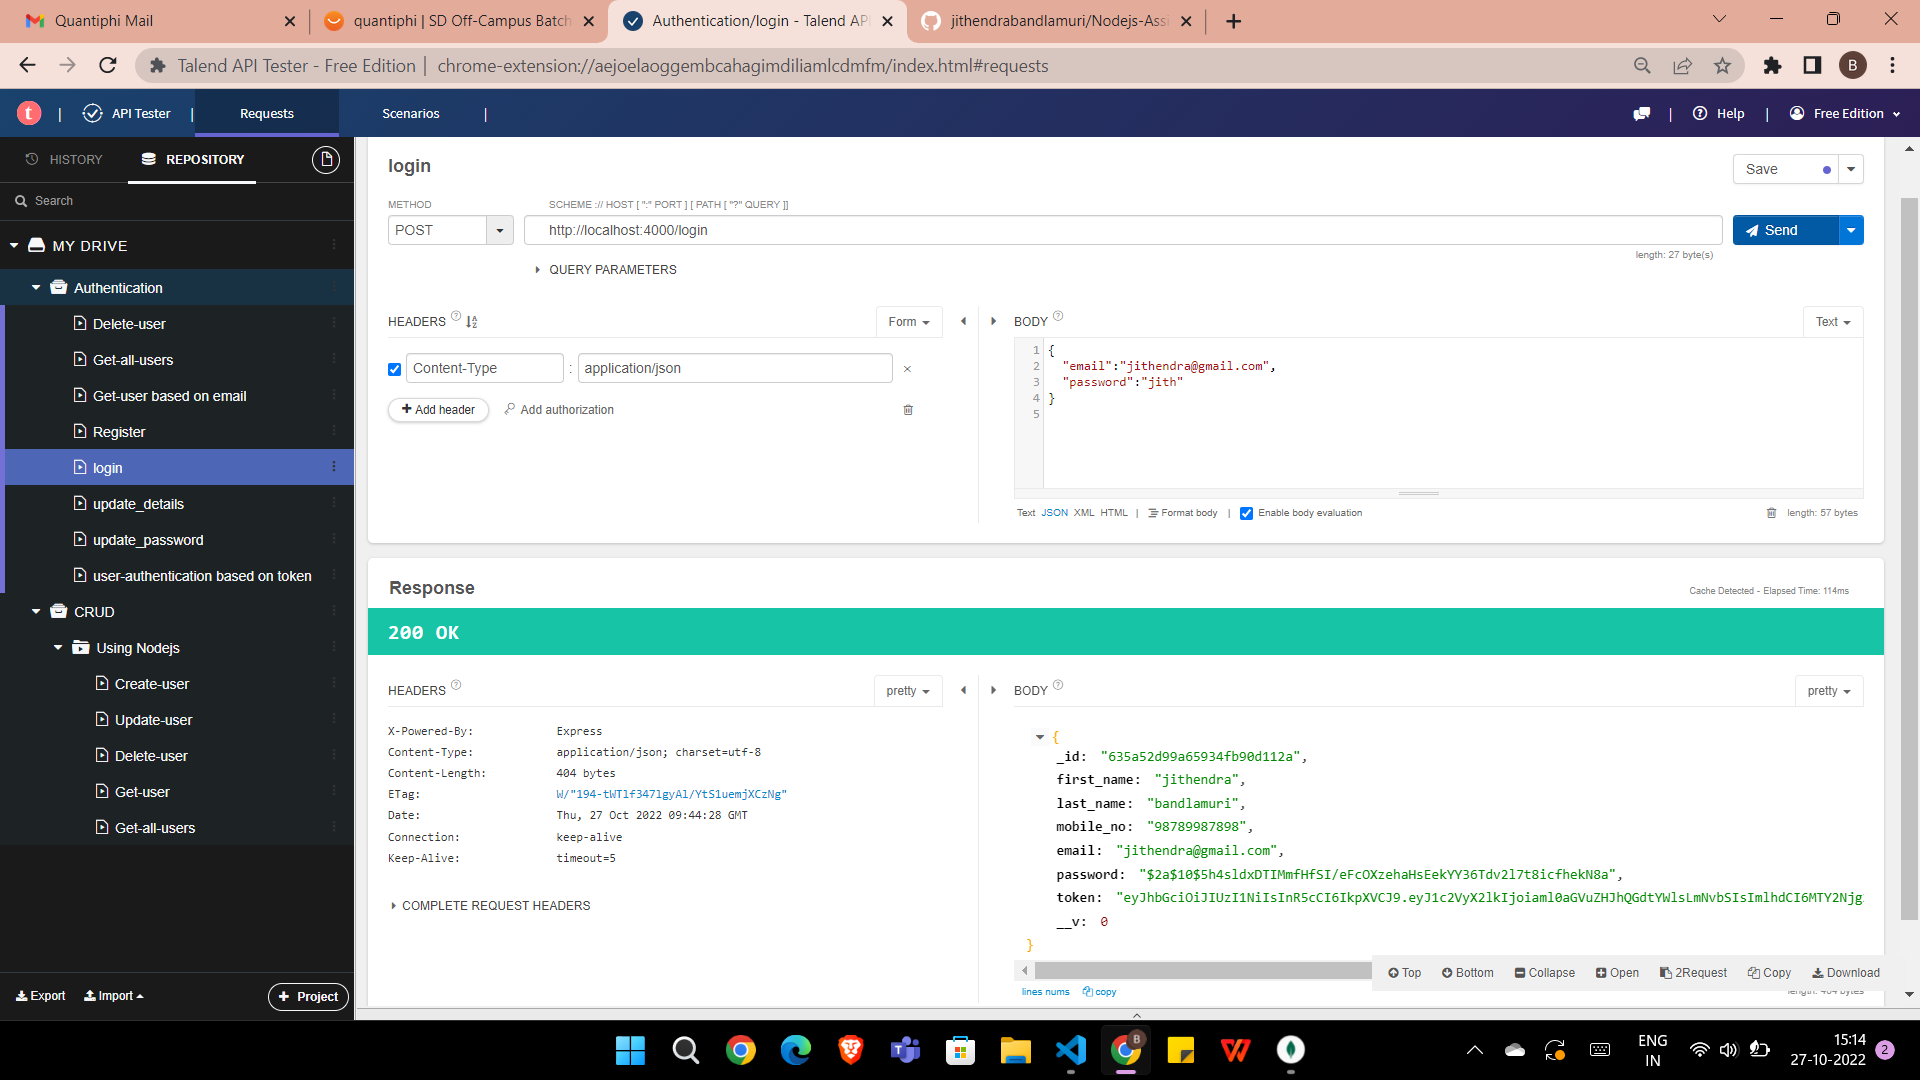 Quantiphi Mail
quantiphi | SD Off-Campus Batch
Authentication/login - Talend API
jithendrabandlamuri/Nodejs-Assi
Talend API Tester - Free Edition | chrome-extension://aejoelaoggembcahagimdiliamlcdmfm/index.html#requests
B
t | API Tester | Requests Scenarios | | Help | Free Edition
HISTORY REPOSITORY
Search
MY DRIVE
Authentication
Delete-user
Get-all-users
Get-user based on email
Register
login
update_details
update_password
user-authentication based on token
CRUD
Using Nodejs
Create-user
Update-user
Delete-user
Get-user
Get-all-users
Export Import + Project
login
Save
METHOD SCHEME :// HOST [ ":" PORT ] [ PATH [ "?" QUERY ]]
POST http://localhost:4000/login
Send
length: 27 byte(s)
QUERY PARAMETERS
HEADERS ? Form
Content-Type : application/json ×
+ Add header Add authorization
BODY ? Text
1 {
2 "email":"jithendra@gmail.com",
3 "password":"jith"
4 }
5
Text JSON XML HTML | Format body | Enable body evaluation length: 57 bytes
Response
Cache Detected - Elapsed Time: 114ms
200 OK
HEADERS ? pretty
X-Powered-By: Express
Content-Type: application/json; charset=utf-8
Content-Length: 404 bytes
ETag: W/"194-tWTlf347lgyAl/YtS1uemjXCzNg"
Date: Thu, 27 Oct 2022 09:44:28 GMT
Connection: keep-alive
Keep-Alive: timeout=5
COMPLETE REQUEST HEADERS
BODY ? pretty
{
_id: "635a52d99a65934fb90d112a",
first_name: "jithendra",
last_name: "bandlamuri",
mobile_no: "98789987898",
email: "jithendra@gmail.com",
password: "$2a$10$5h4sldxDTIMmfHfSI/eFcOXzehaHsEekYY36Tdv2l7t8icfhekN8a",
token: "eyJhbGciOiJIUzI1NiIsInR5cCI6IkpXVCJ9.eyJ1c2VyX2lkIjoiaml0aGVuZHJhQGdtYWlsLmNvbSIsImlhdCI6MTY2Njg
__v: 0
}
Top Bottom Collapse Open 2Request Copy Download
lines nums copy
length: 404 bytes
B
ENG
IN
15:14
27-10-2022
2